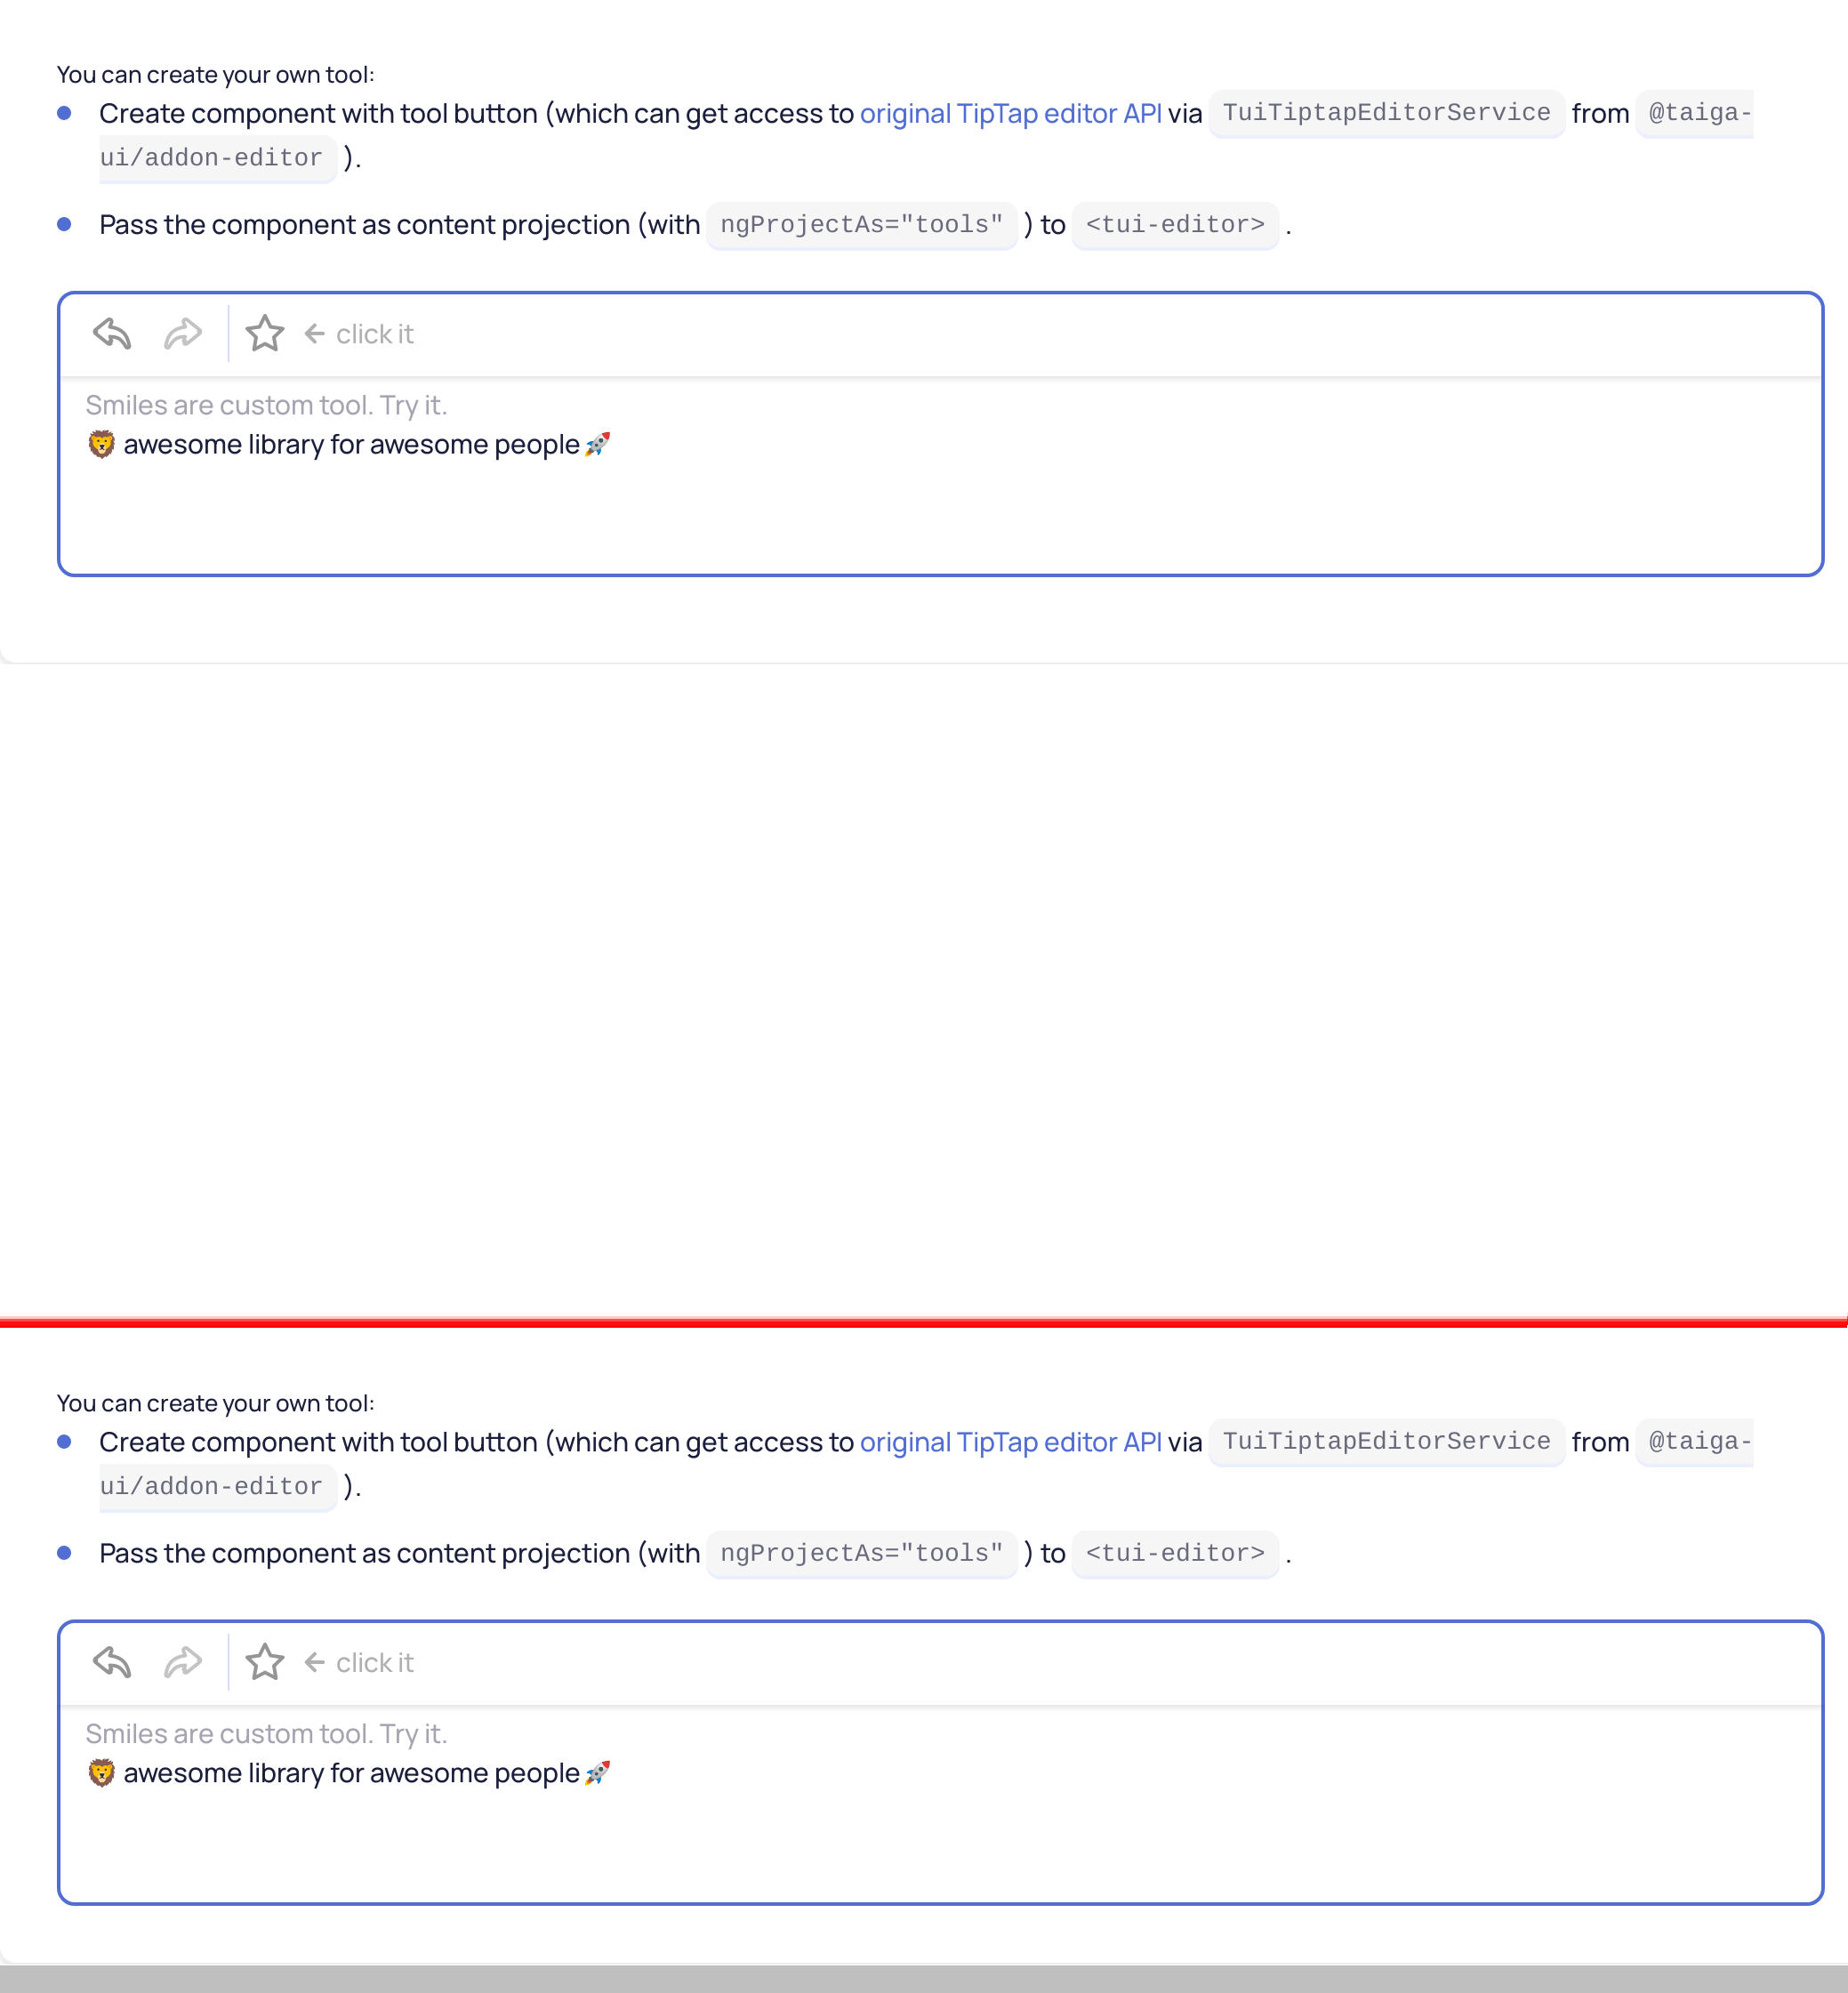 You can create your own tool:
Create component with tool button (which can get access to original TipTap editor API via TuiTiptapEditorService from @taiga-
ui/addon-editor ).
Pass the component as content projection (with ngProjectAs="tools" ) to <tui-editor> .
← click it
Smiles are custom tool. Try it.
🦁 awesome library for awesome people 🚀
You can create your own tool:
Create component with tool button (which can get access to original TipTap editor API via TuiTiptapEditorService from @taiga-
ui/addon-editor ).
Pass the component as content projection (with ngProjectAs="tools" ) to <tui-editor> .
← click it
Smiles are custom tool. Try it.
🦁 awesome library for awesome people 🚀